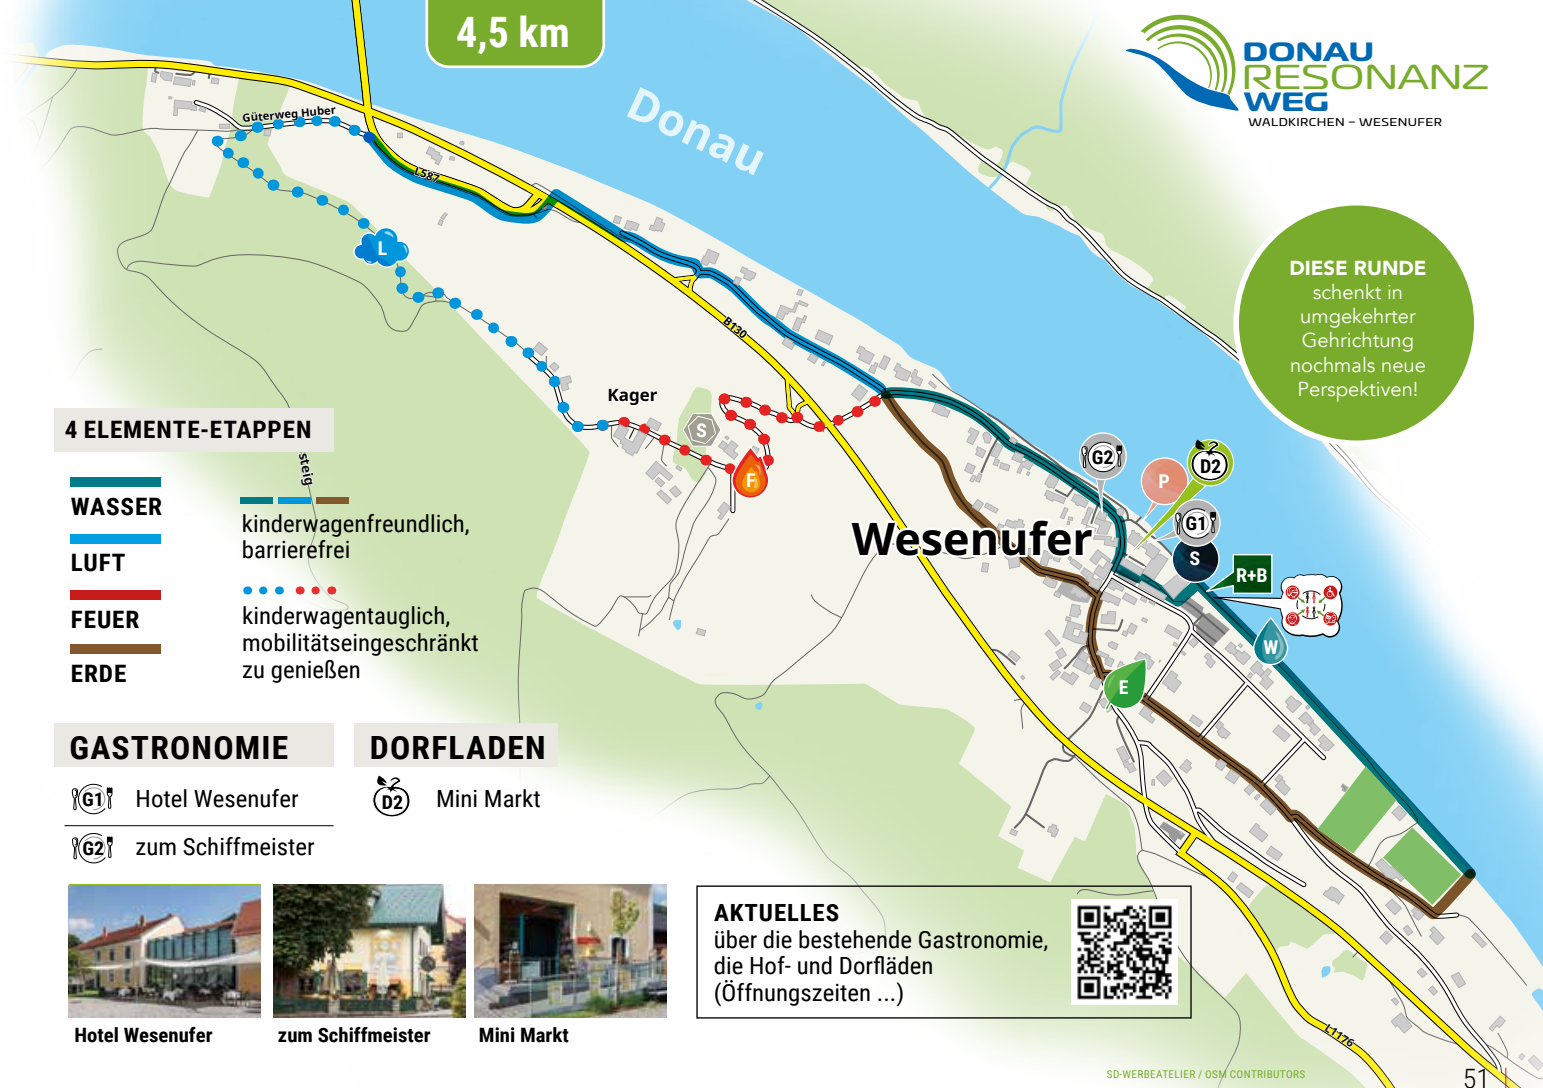 4,5 km
DONAU
RESONANZ
WEG
WALDKIRCHEN – WESENUFER
Güterweg Huber
L587
Donau
L
B130
Kager
S
F
DIESE RUNDE
schenkt in
umgekehrter
Gehrichtung
nochmals neue
Perspektiven!
4 ELEMENTE-ETAPPEN
steig
WASSER
LUFT
FEUER
ERDE
kinderwagenfreundlich,
barrierefrei
kinderwagentauglich,
mobilitätseingeschränkt
zu genießen
G2
P
D2
G1
S
R+B
W
Wesenufer
E
GASTRONOMIE
G1 Hotel Wesenufer
G2 zum Schiffmeister
DORFLADEN
D2 Mini Markt
Hotel Wesenufer
zum Schiffmeister
Mini Markt
AKTUELLES
über die bestehende Gastronomie,
die Hof- und Dorfläden
(Öffnungszeiten ...)
L1176
SD-WERBEATELIER / OSM CONTRIBUTORS
51